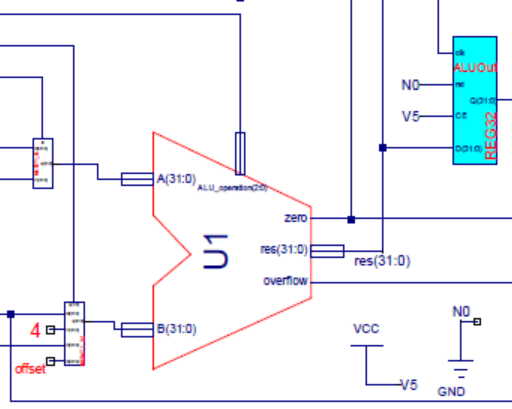 clk
ALUOut
N0
rst
Q(31:0)
V5
CE
REG32
D(31:0)
A(31:0)
ALU_operation(2:0)
zero
U1
res(31:0)
res(31:0)
overflow
N0
4
B(31:0)
VCC
offset
V5
GND